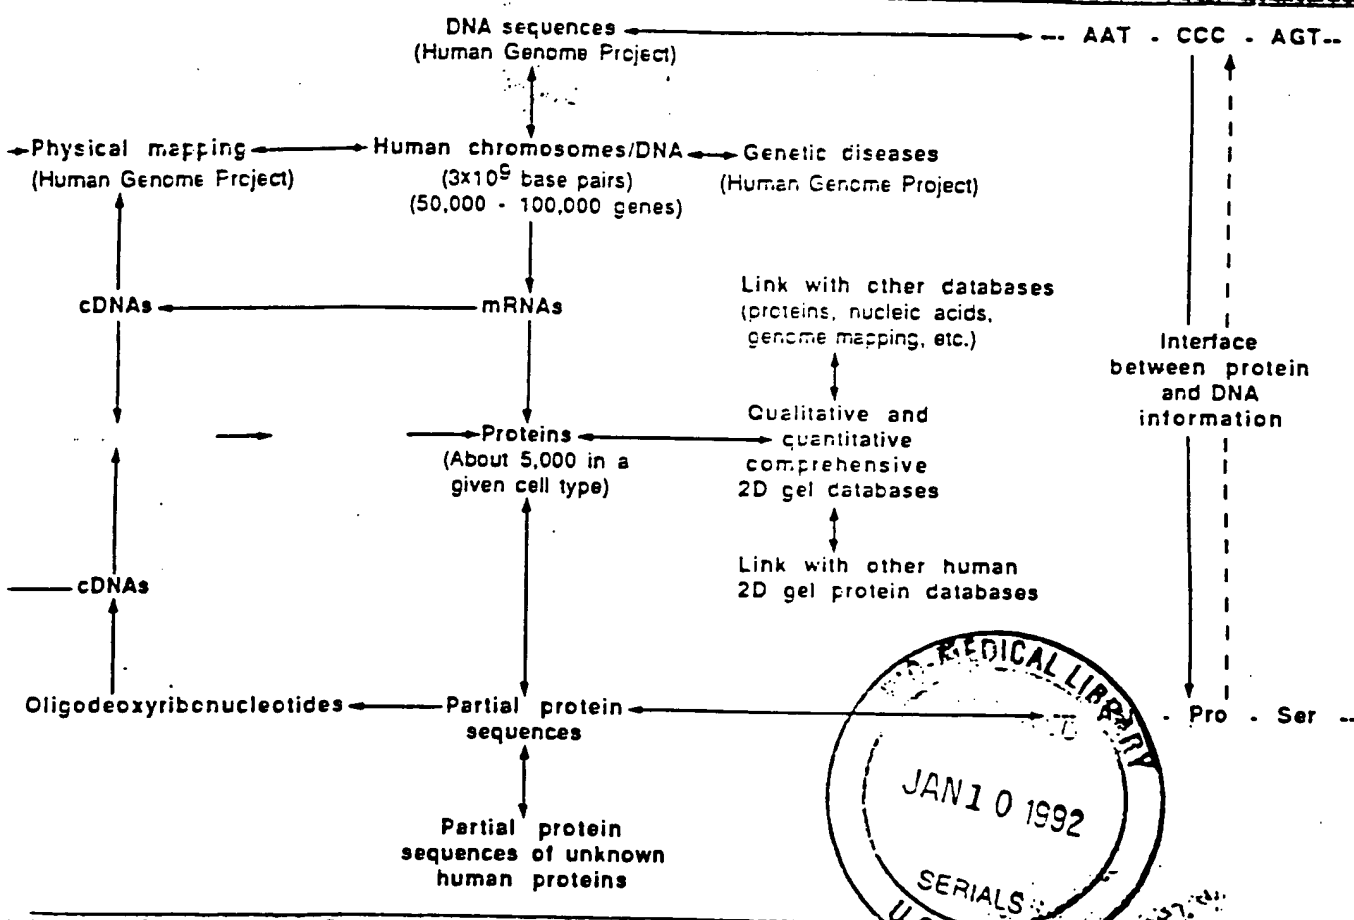 DNA sequences
(Human Genome Project)
--- AAT - CCC - AGT--
Physical mapping
(Human Genome Project)
Human chromosomes/DNA
(3x10⁹ base pairs)
(50,000 - 100,000 genes)
Genetic diseases
(Human Genome Project)
cDNAs
mRNAs
Link with other databases
(proteins, nucleic acids,
genome mapping, etc.)
Interface
between protein
and DNA
information
Proteins
(About 5,000 in a
given cell type)
Qualitative and
quantitative
comprehensive
2D gel databases
cDNAs
Link with other human
2D gel protein databases
Oligodeoxyribonucleotides
Partial protein
sequences
- Pro - Ser --
Partial protein
sequences of unknown
human proteins
MEDICAL LIBRARY
JAN 10 1992
SERIALS